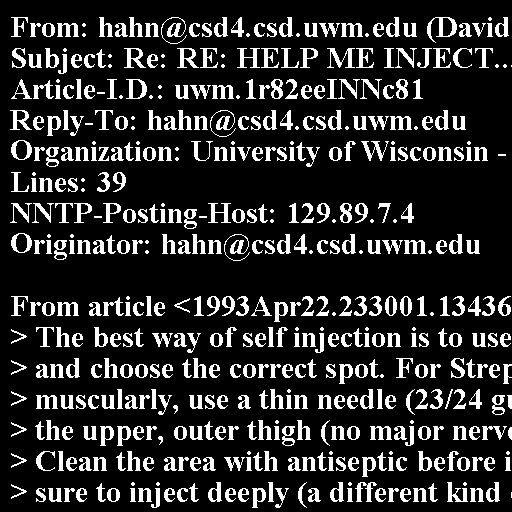 From: hahn@csd4.csd.uwm.edu (David
Subject: Re: RE: HELP ME INJECT...
Article-I.D.: uwm.1r82eeINNc81
Reply-To: hahn@csd4.csd.uwm.edu
Organization: University of Wisconsin -
Lines: 39
NNTP-Posting-Host: 129.89.7.4
Originator: hahn@csd4.csd.uwm.edu

From article <1993Apr22.233001.13436
> The best way of self injection is to use
> and choose the correct spot. For Strep
> muscularly, use a thin needle (23/24 gu
> the upper, outer thigh (no major nerve
> Clean the area with antiseptic before i
> sure to inject deeply (a different kind